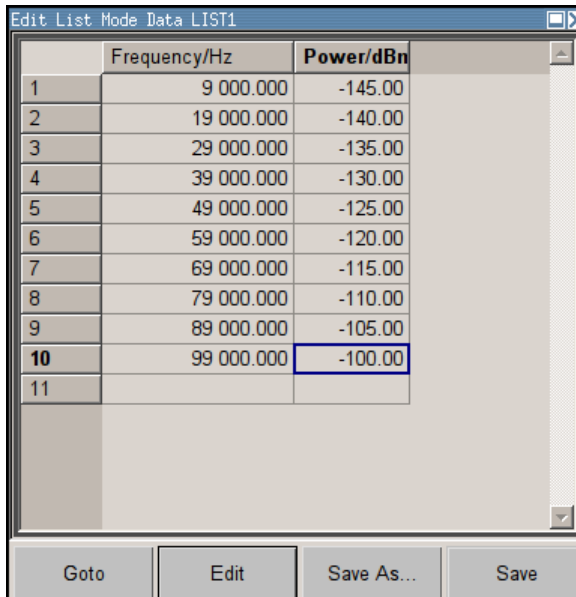 Edit List Mode Data LIST1
Frequency/Hz Power/dBn
1 9 000.000 -145.00
2 19 000.000 -140.00
3 29 000.000 -135.00
4 39 000.000 -130.00
5 49 000.000 -125.00
6 59 000.000 -120.00
7 69 000.000 -115.00
8 79 000.000 -110.00
9 89 000.000 -105.00
10 99 000.000 -100.00
11
Goto Edit Save As... Save